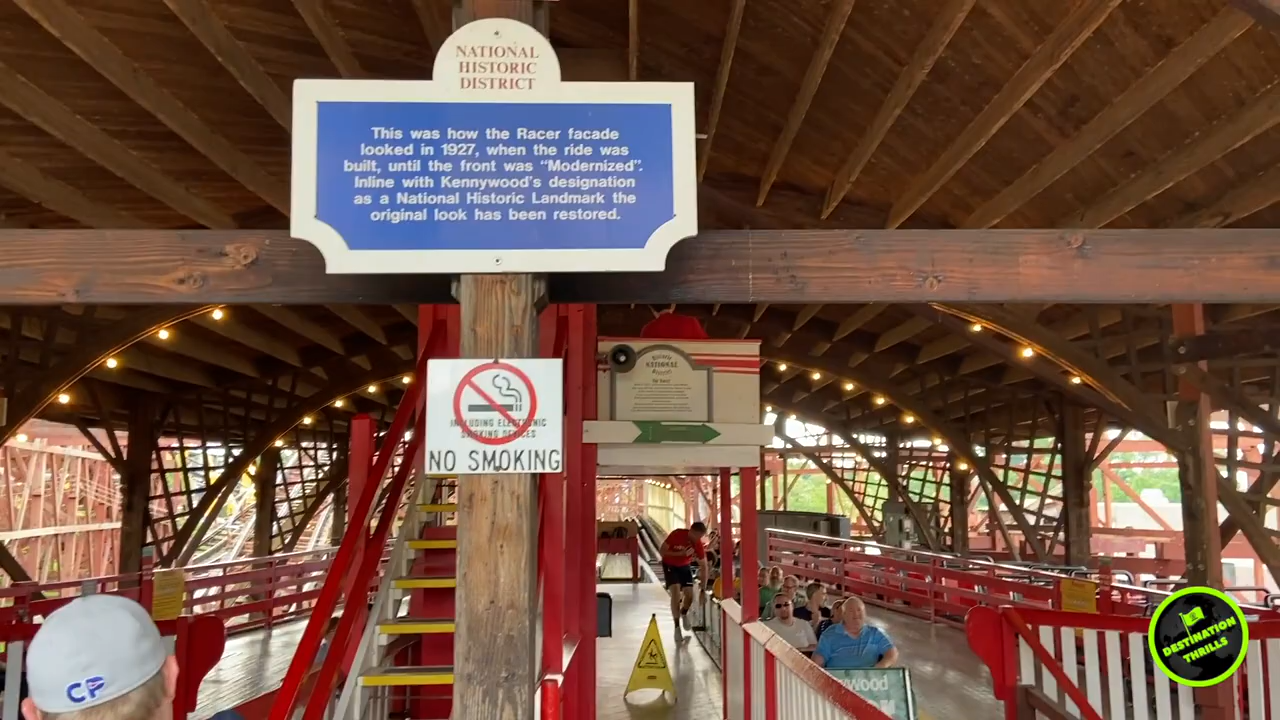 NATIONAL
HISTORIC
DISTRICT
This was how the Racer facade
looked in 1927, when the ride was
built, until the front was “Modernized”.
Inline with Kennywood's designation
as a National Historic Landmark the
original look has been restored.
NATIONAL
INCLUDING ELECTRONIC
SMOKING DEVICES
NO SMOKING
CP
DESTINATION
THRILLS